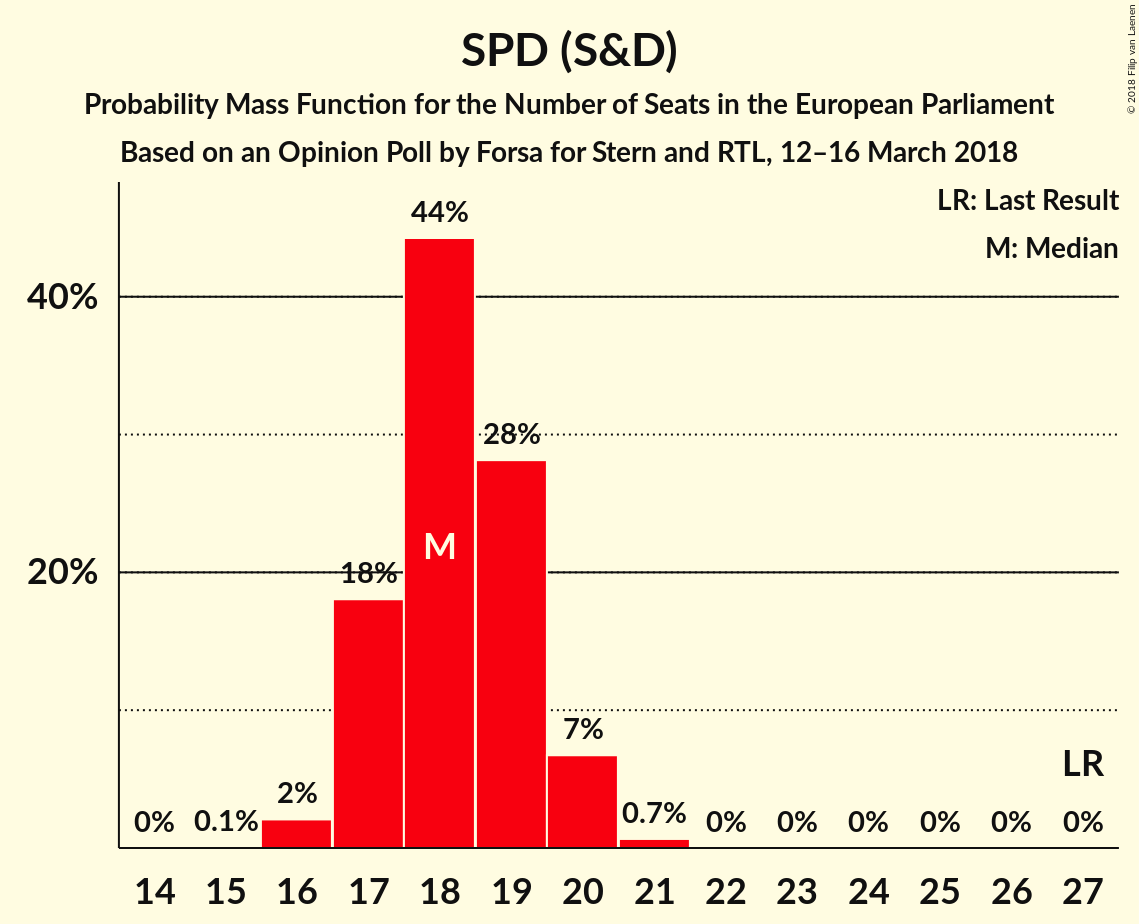 SPD (S&D)
Probability Mass Function for the Number of Seats in the European Parliament
Based on an Opinion Poll by Forsa for Stern and RTL, 12–16 March 2018
© 2018 Filip van Laenen
LR: Last Result
M: Median
44%
40%
28%
M
20%
18%
7%
LR
0% 0.1% 2% 0.7% 0% 0% 0% 0% 0% 0%
14 15 16 17 18 19 20 21 22 23 24 25 26 27